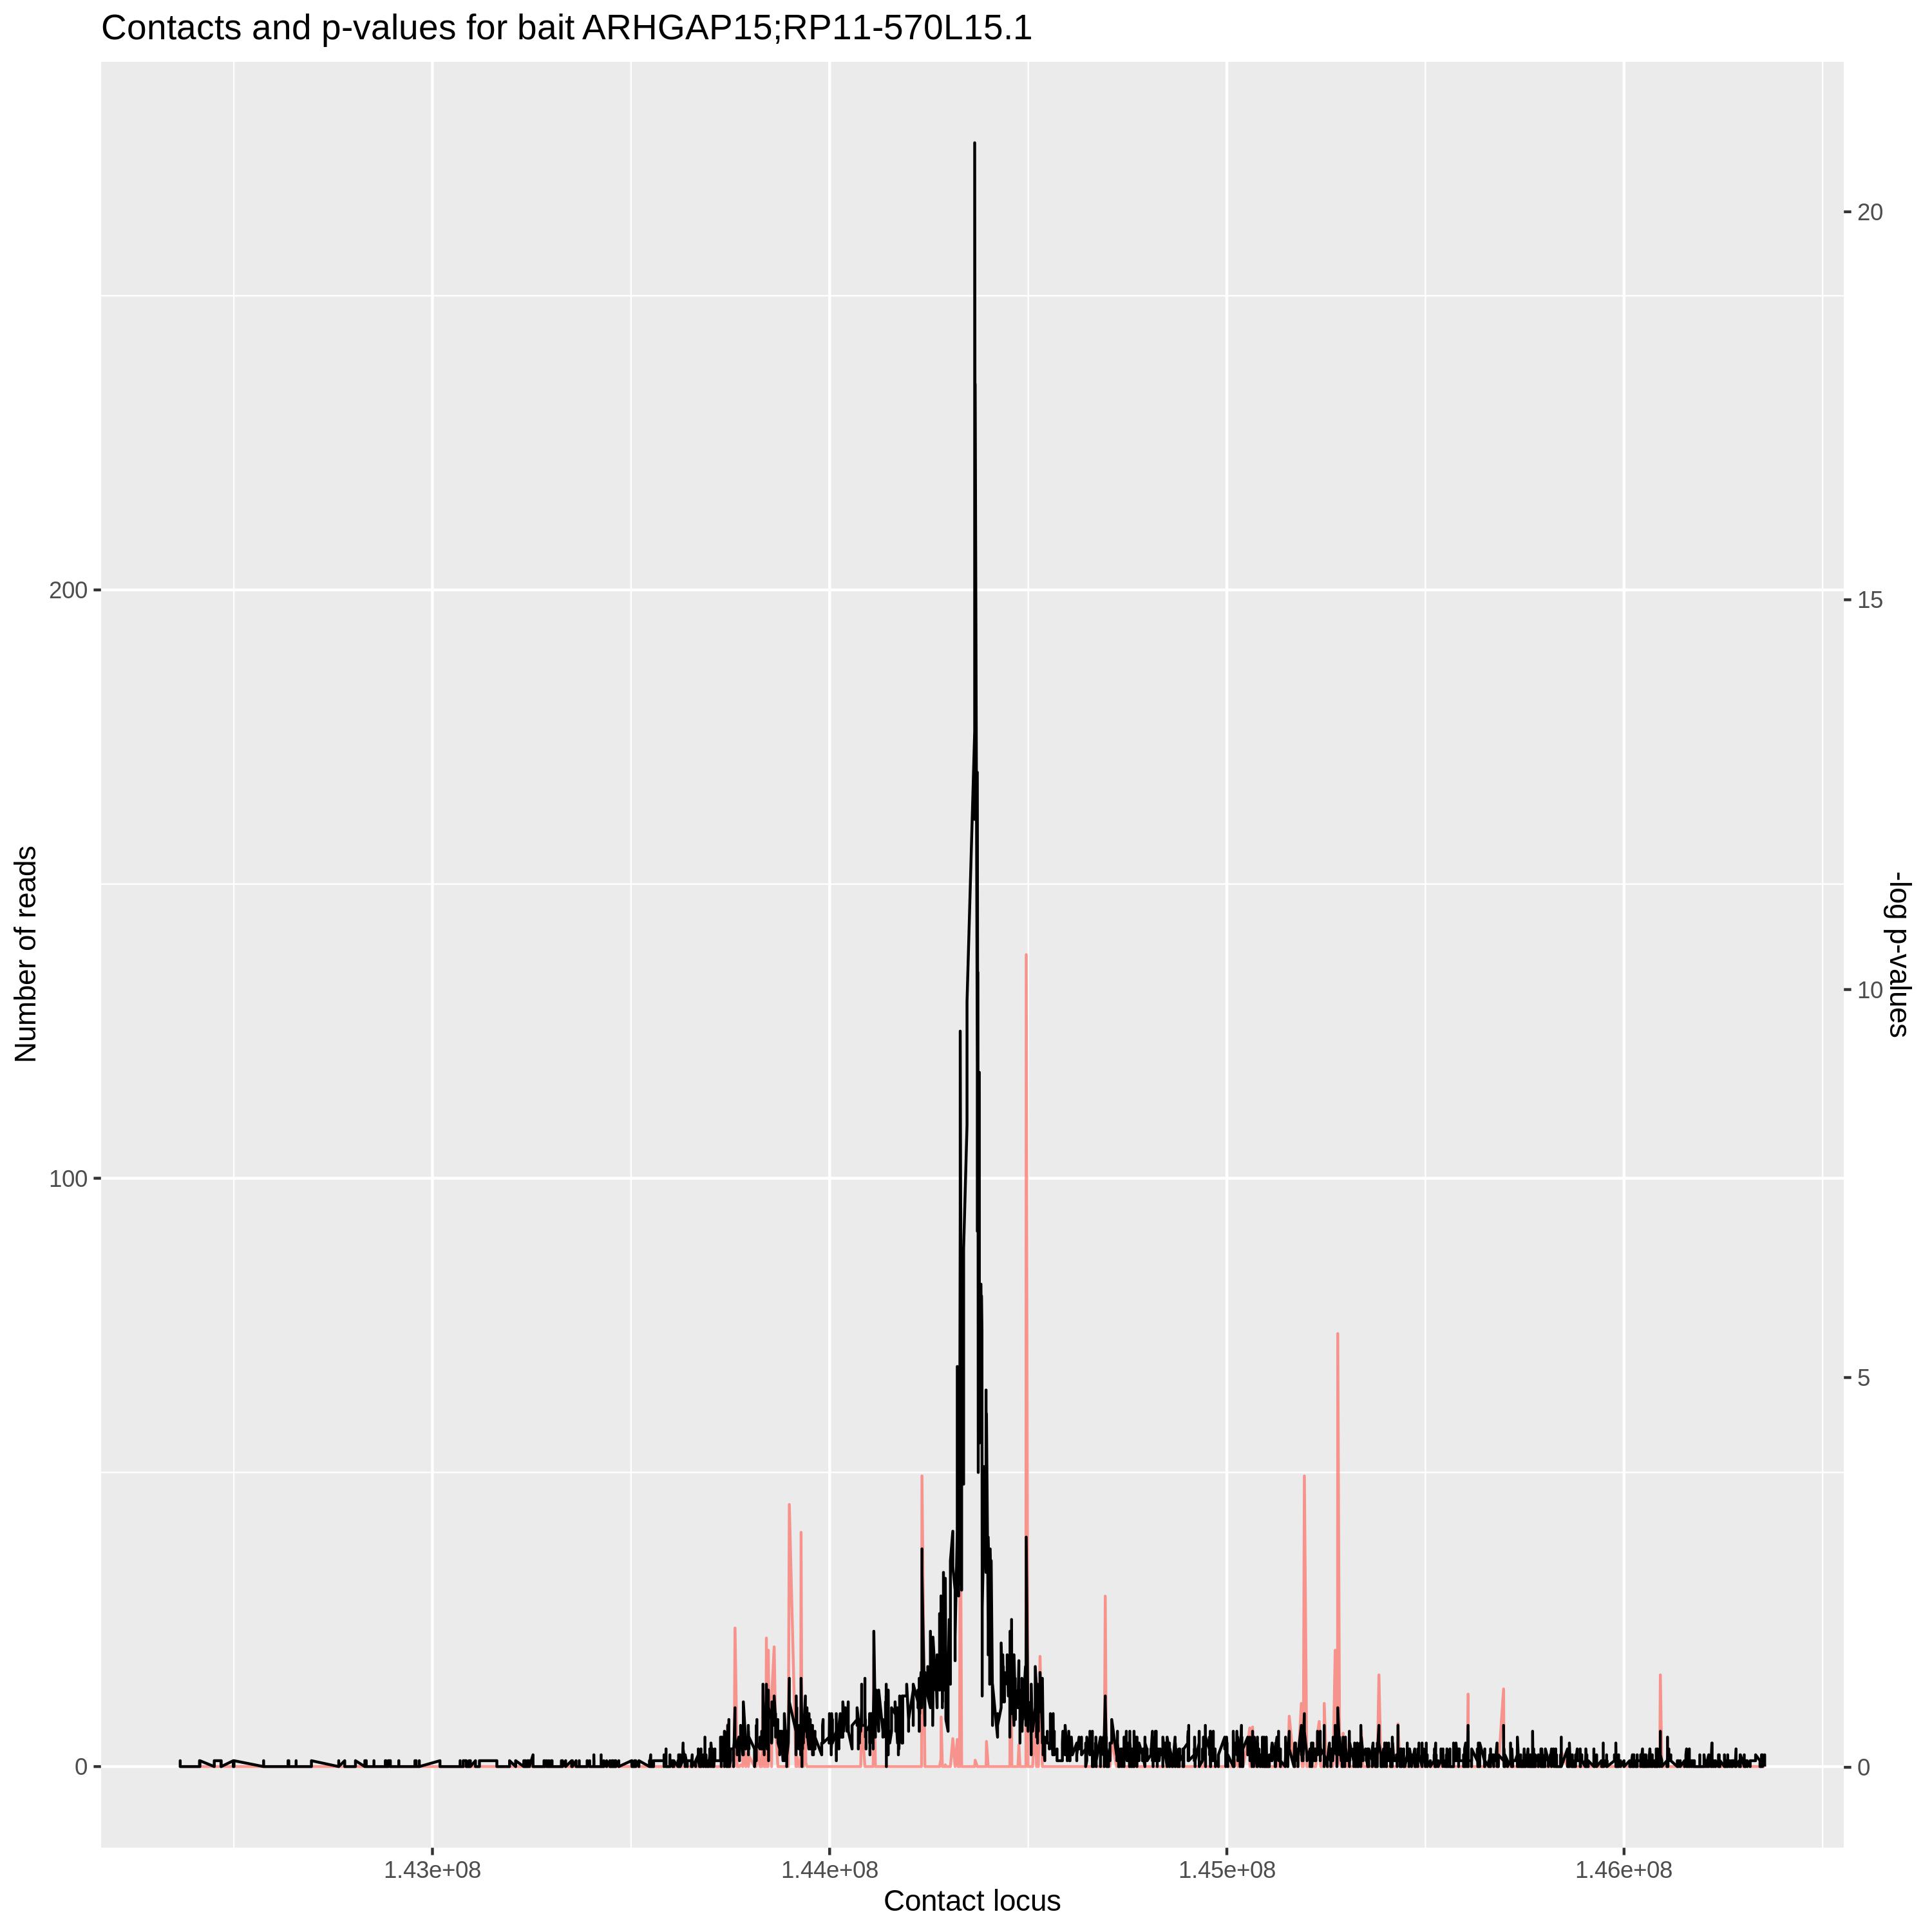 Contacts and p-values for bait ARHGAP15;RP11-570L15.1
20
200
15
Number of reads
10
-log p-values
100
5
0
0
1.43e+08
1.44e+08
1.45e+08
1.46e+08
Contact locus